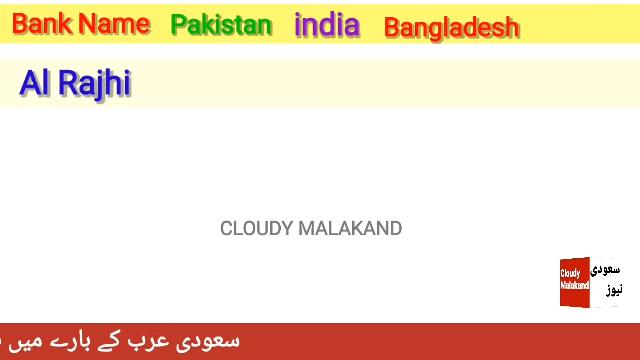 Bank Name Pakistan india Bangladesh
Al Rajhi
CLOUDY MALAKAND
Cloudy سعودی
Malakand نیوز
سعودی عرب کے بارے میں